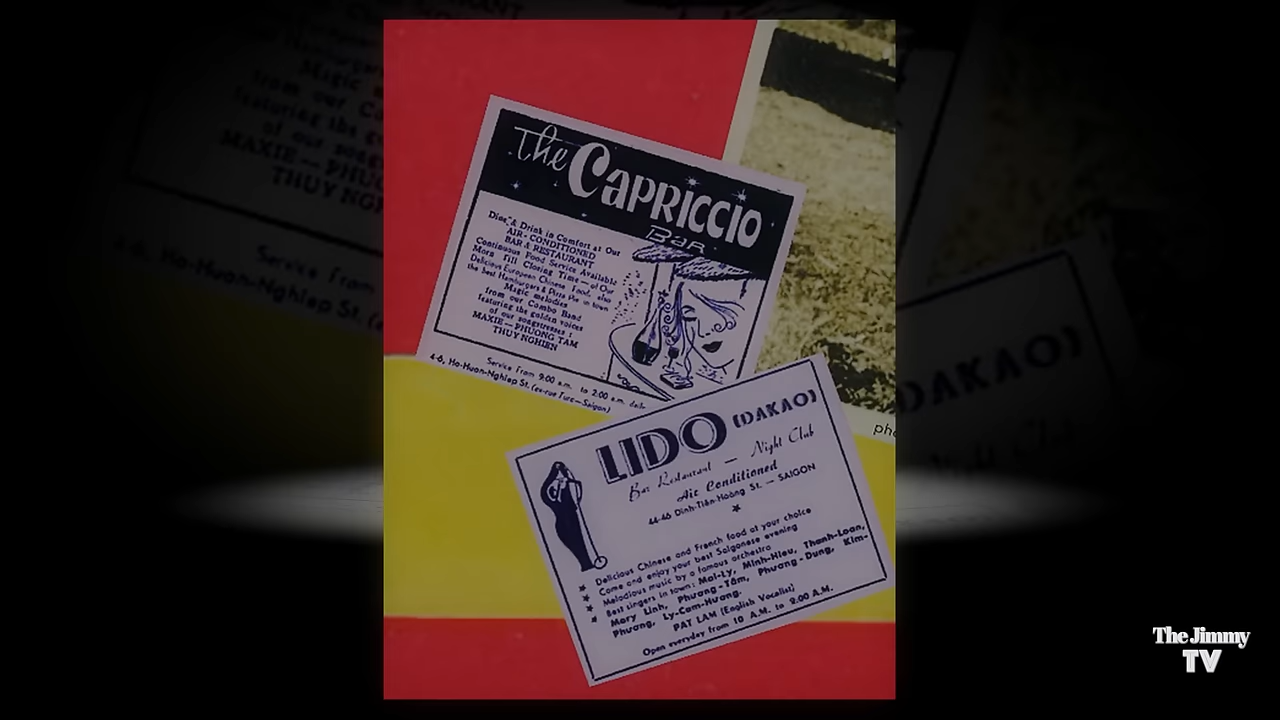 The CAPRICCIO
BAR
Dine & Drink in Comfort at Our
AIR - CONDITIONED
BAR & RESTAURANT
Continuous Food Service Available
Morn Till Closing Time — of Our
Delicious European Chinese Food, also
the best Hamburgers & Pizza Pie in town
Magic melodies
from our Combo Band
featuring the golden voices
of our songstresses :
MAXIE — PHUONG TAM
THUY NGHIEN
Service from 9:00 a.m. to 2:00 a.m. daily
4-6, Ho-Huan-Nghiep St. (ex-rue Turc — Saigon)
pho
LIDO (DAKAO)
Bar Restaurant — Night Club
Air Conditioned
44-46 Dinh-Tiên-Hoàng St. — SAIGON
Delicious Chinese and French food at your choice
Come and enjoy your best Saigonese evening
Melodious music by a famous orchestra
Best singers in town: Mai-Ly, Minh-Hieu, Thanh-Loan,
Mary Linh, Phuong-Tâm, Phuong-Dung, Kim-
Phuong, Ly-Cam-Huong.
PAT LAM (English Vocalist)
Open everyday from 10 A.M. to 2.00 A.M.
The Jimmy
TV